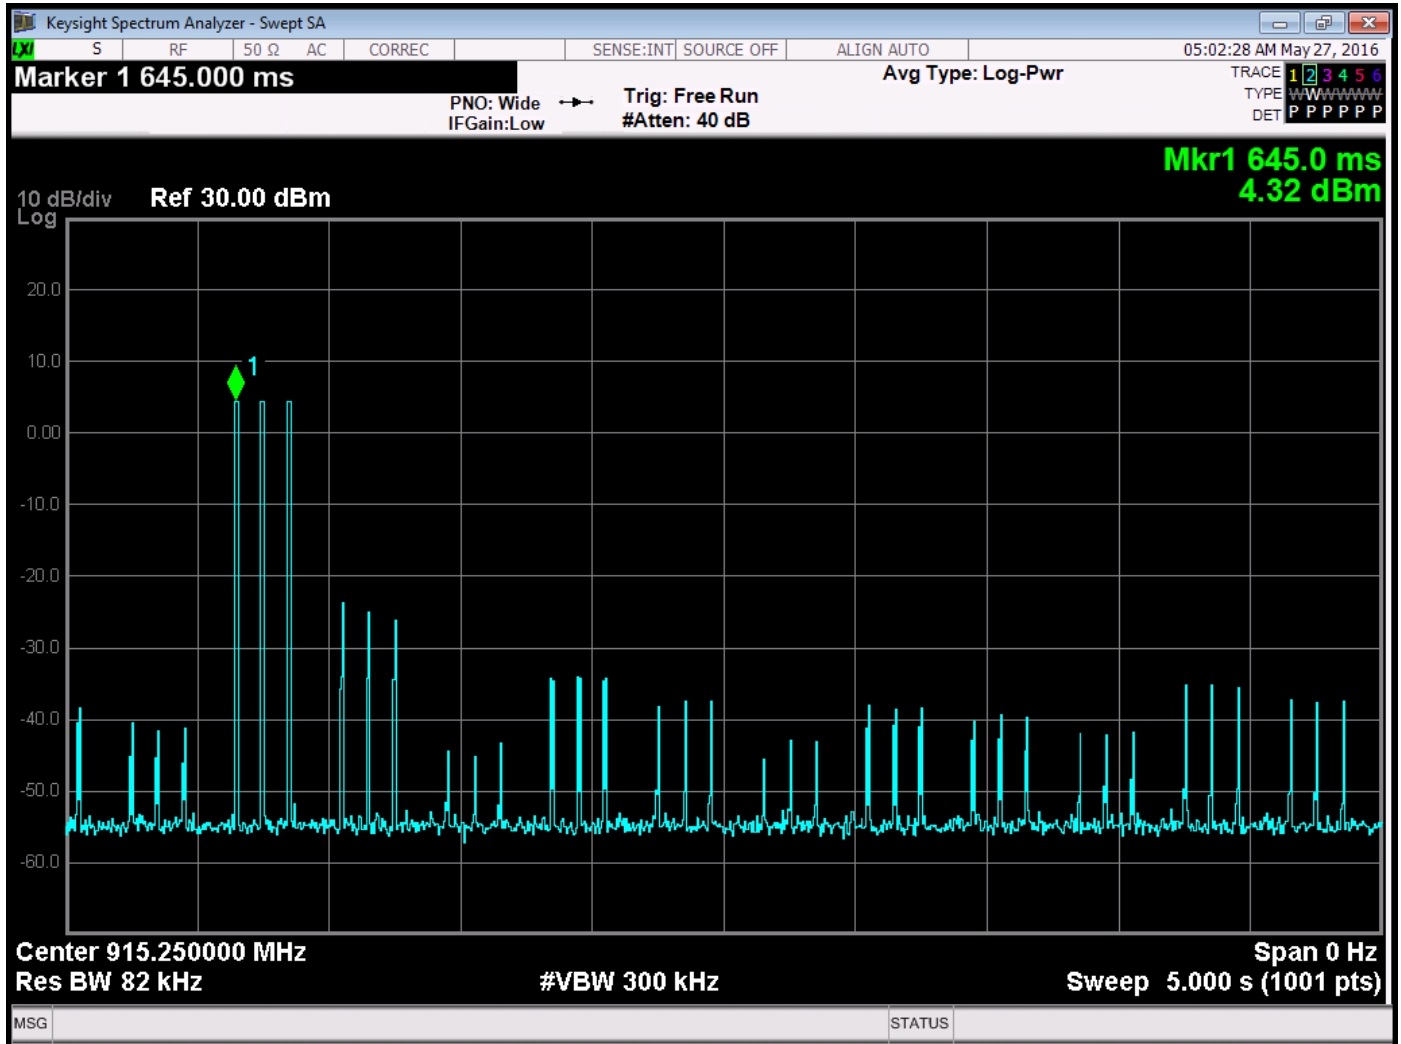 Keysight Spectrum Analyzer - Swept SA
LXI S RF 50 Ω AC CORREC SENSE:INT SOURCE OFF ALIGN AUTO 05:02:28 AM May 27, 2016
Marker 1 645.000 ms
Avg Type: Log-Pwr
TRACE 1 2 3 4 5 6
PNO: Wide Trig: Free Run
TYPE W W W W W W
IFGain:Low #Atten: 40 dB
DET P P P P P P
Mkr1 645.0 ms
10 dB/div Ref 30.00 dBm 4.32 dBm
Log
20.0
10.0
1
0.00
-10.0
-20.0
-30.0
-40.0
-50.0
-60.0
Center 915.250000 MHz Span 0 Hz
Res BW 82 kHz #VBW 300 kHz Sweep 5.000 s (1001 pts)
MSG STATUS